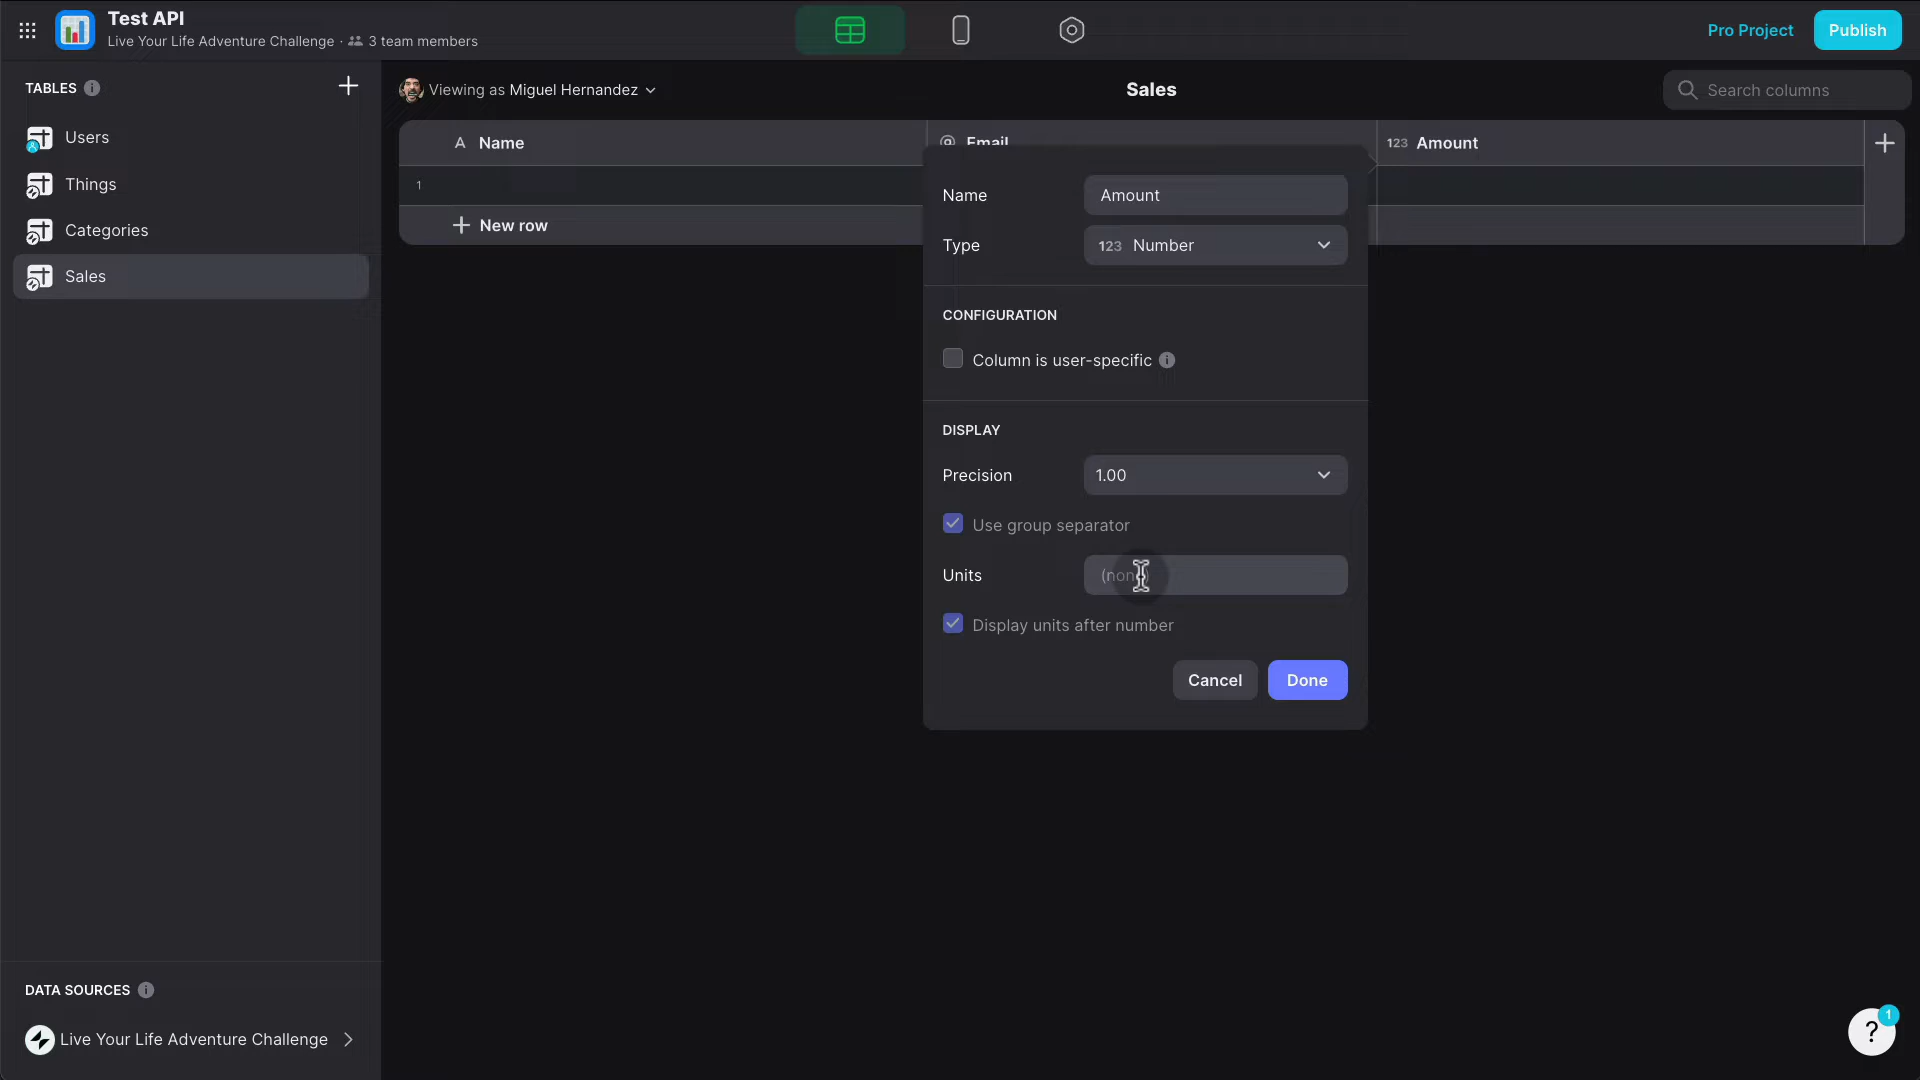 Test API
Live Your Life Adventure Challenge · 3 team members
Pro Project
Publish
TABLES
Users
Things
Categories
Sales
Viewing as Miguel Hernandez
Sales
Search columns
A Name
Email
123 Amount
1
New row
Name
Amount
Type
123 Number
CONFIGURATION
Column is user-specific
DISPLAY
Precision
1.00
Use group separator
Units
Display units after number
Cancel
Done
DATA SOURCES
Live Your Life Adventure Challenge
?
1